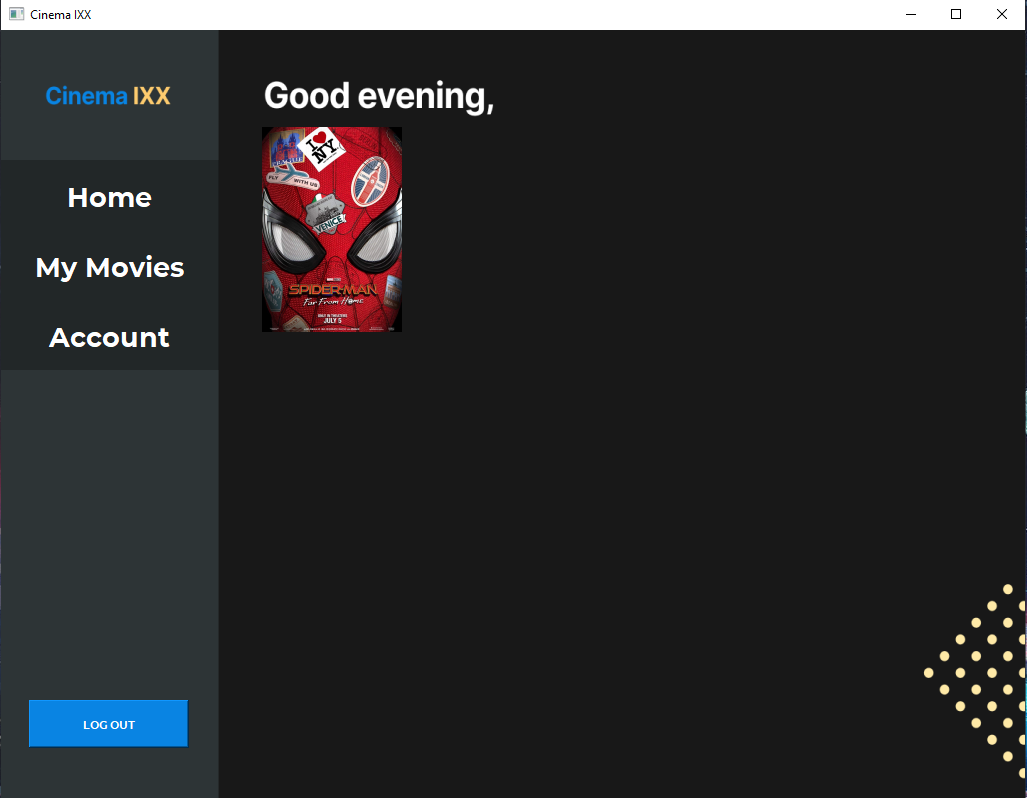 Cinema IXX
Cinema IXX
Home
My Movies
Account
LOG OUT
Good evening,
I ♥
NY
FLY WITH US
VENICE
SPIDER-MAN
Far From Home
ONLY IN THEATERS
JULY 5